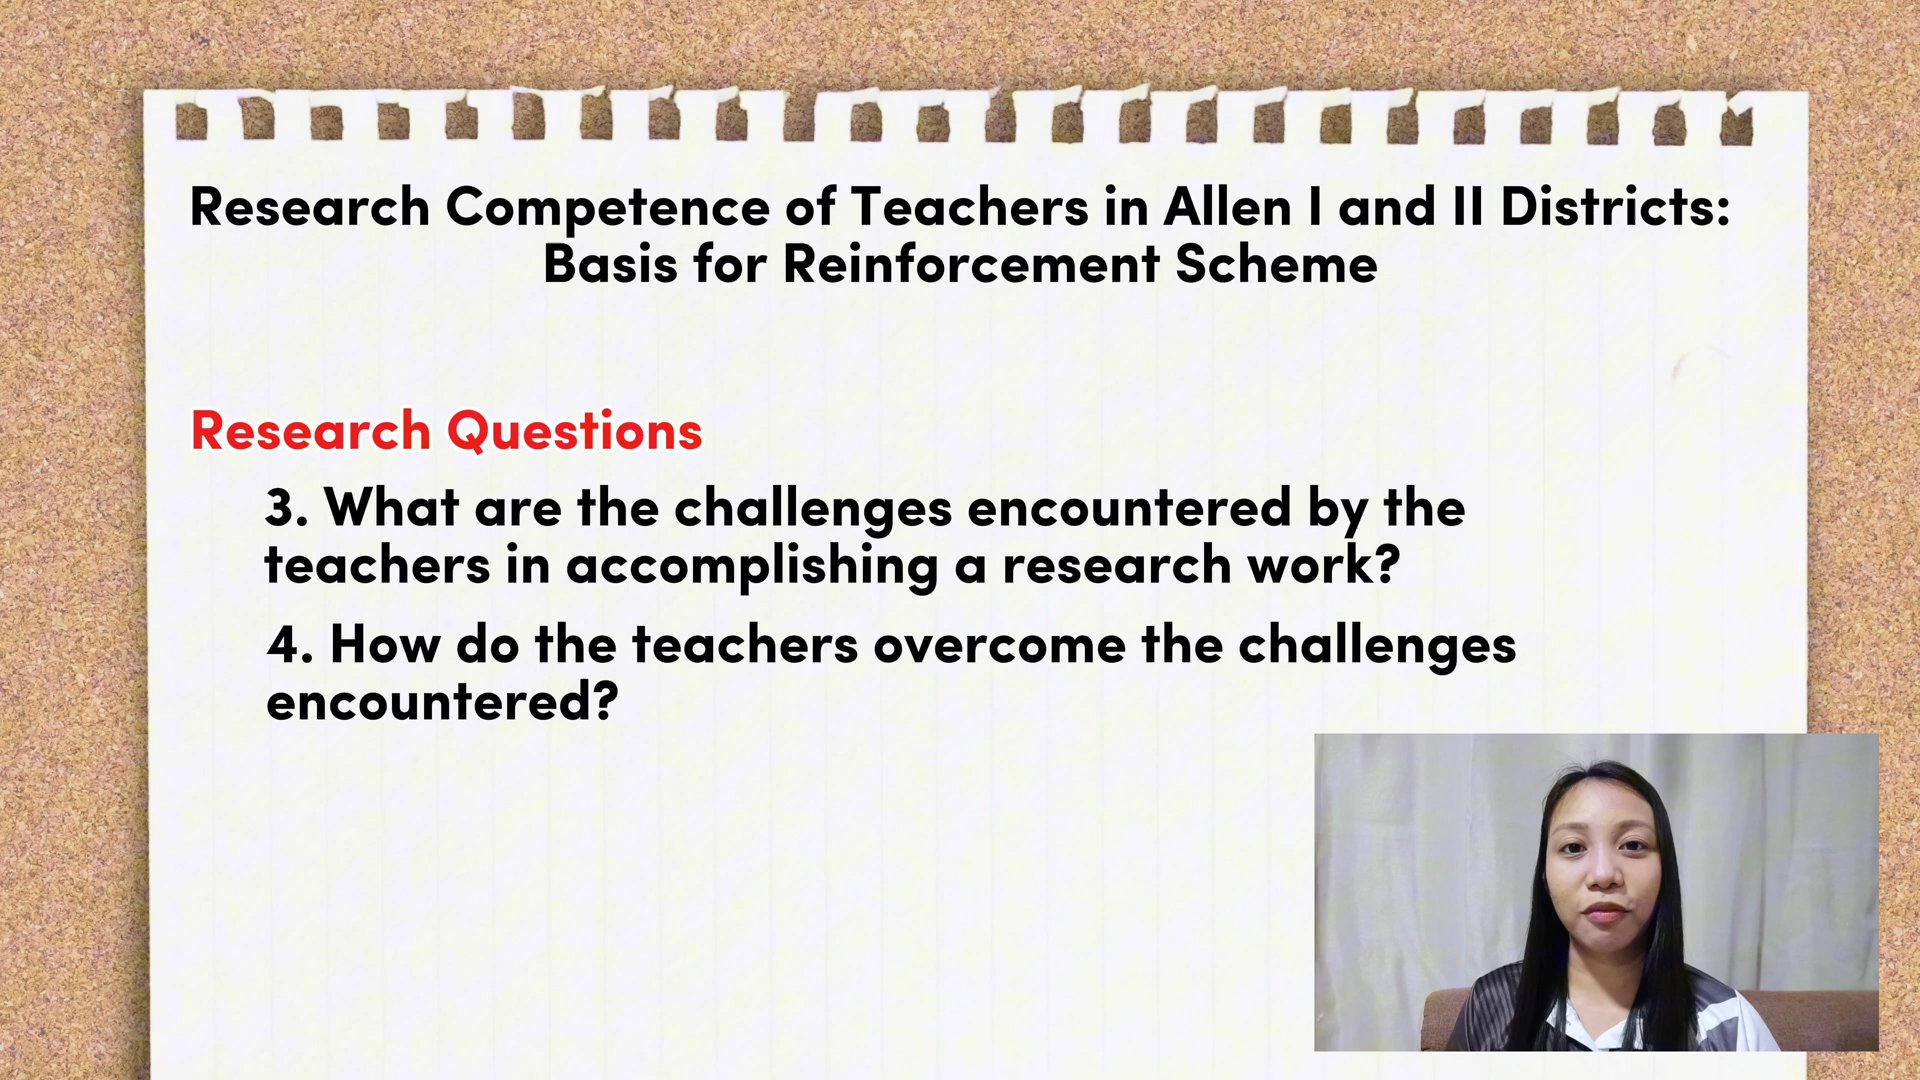 Research Competence of Teachers in Allen I and II Districts:
Basis for Reinforcement Scheme
Research Questions
3. What are the challenges encountered by the
teachers in accomplishing a research work?
4. How do the teachers overcome the challenges
encountered?